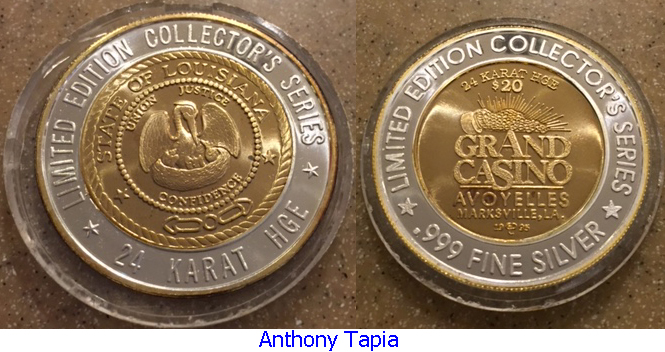 LIMITED EDITION COLLECTOR'S SERIES
STATE OF LOUISIANA
UNION JUSTICE
CONFIDENCE
24 KARAT HGE
LIMITED EDITION COLLECTOR'S SERIES
24 KARAT HGE
$20
GRAND
CASINO
AVOYELLES
MARKSVILLE, LA.
.999 FINE SILVER
Anthony Tapia